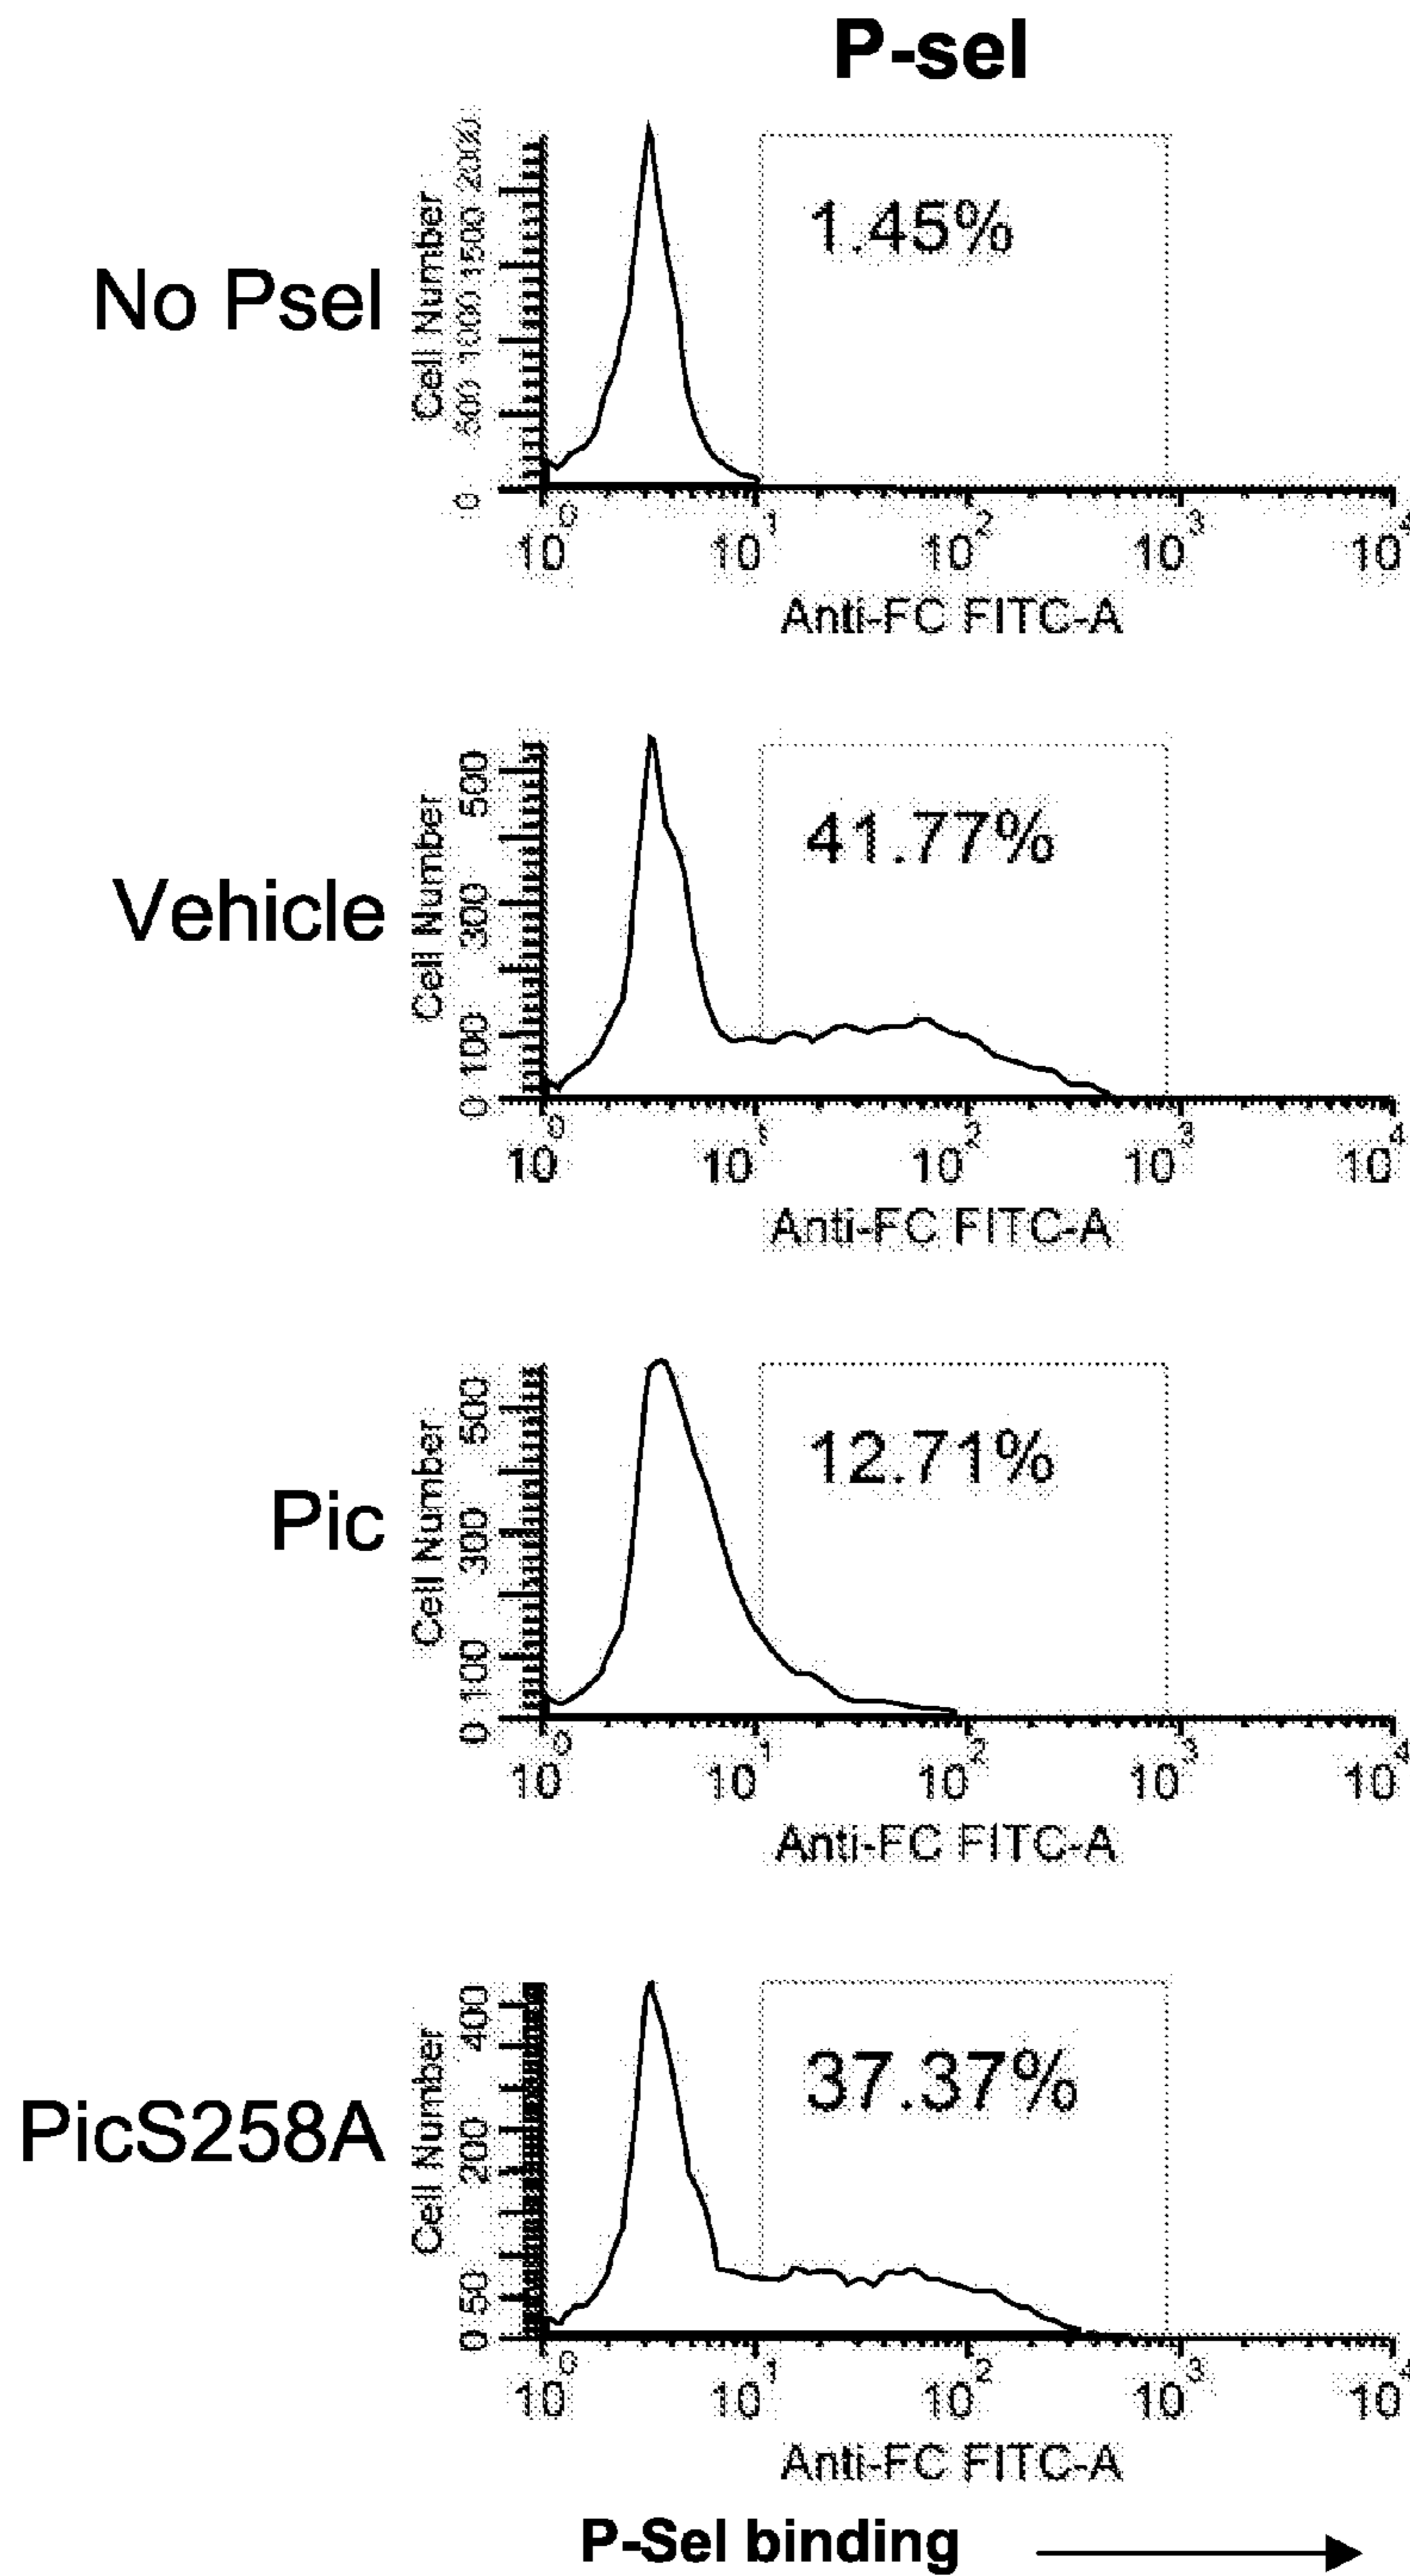 P-sel
No Psel
Cell Number
0 500 1000 1500 2000
1.45%
10^0 10^1 10^2 10^3 10^4
Anti-FC FITC-A
Vehicle
Cell Number
0 100 300 500
41.77%
10^0 10^1 10^2 10^3 10^4
Anti-FC FITC-A
Pic
Cell Number
0 100 300 500
12.71%
10^0 10^1 10^2 10^3 10^4
Anti-FC FITC-A
PicS258A
Cell Number
0 50 200 400
37.37%
10^0 10^1 10^2 10^3 10^4
Anti-FC FITC-A
P-Sel binding